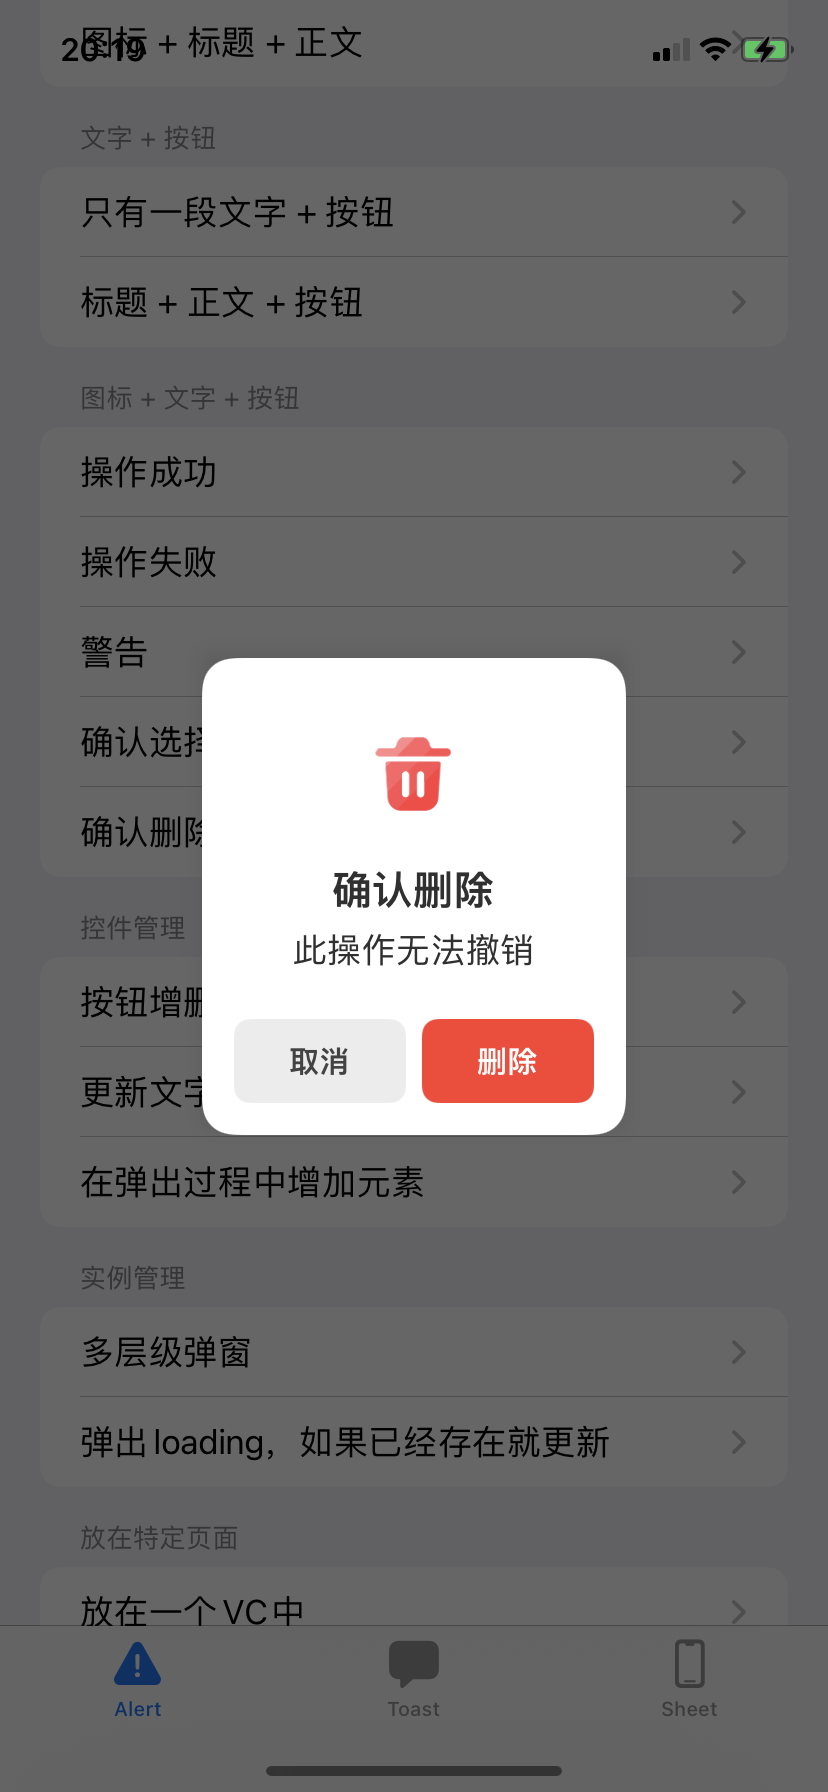 20:19
图标 + 标题 + 正文
文字 + 按钮
只有一段文字 + 按钮
标题 + 正文 + 按钮
图标 + 文字 + 按钮
操作成功
操作失败
警告
确认选择
确认删除
确认删除
此操作无法撤销
取消
删除
控件管理
按钮增删
更新文字
在弹出过程中增加元素
实例管理
多层级弹窗
弹出 loading，如果已经存在就更新
放在特定页面
放在一个 VC 中
Alert
Toast
Sheet